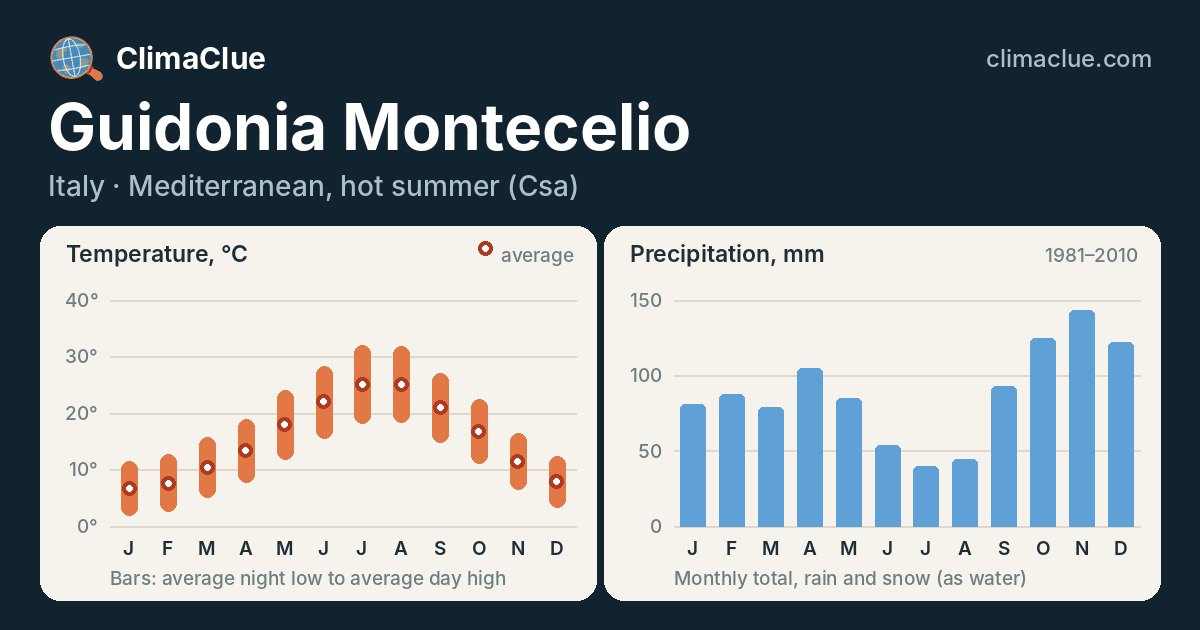 ClimaClue
climaclue.com
Guidonia Montecelio
Italy · Mediterranean, hot summer (Csa)
Temperature, °C
average
40°
30°
20°
10°
0°
J F M A M J J A S O N D
Bars: average night low to average day high
Precipitation, mm
1981–2010
150
100
50
0
J F M A M J J A S O N D
Monthly total, rain and snow (as water)